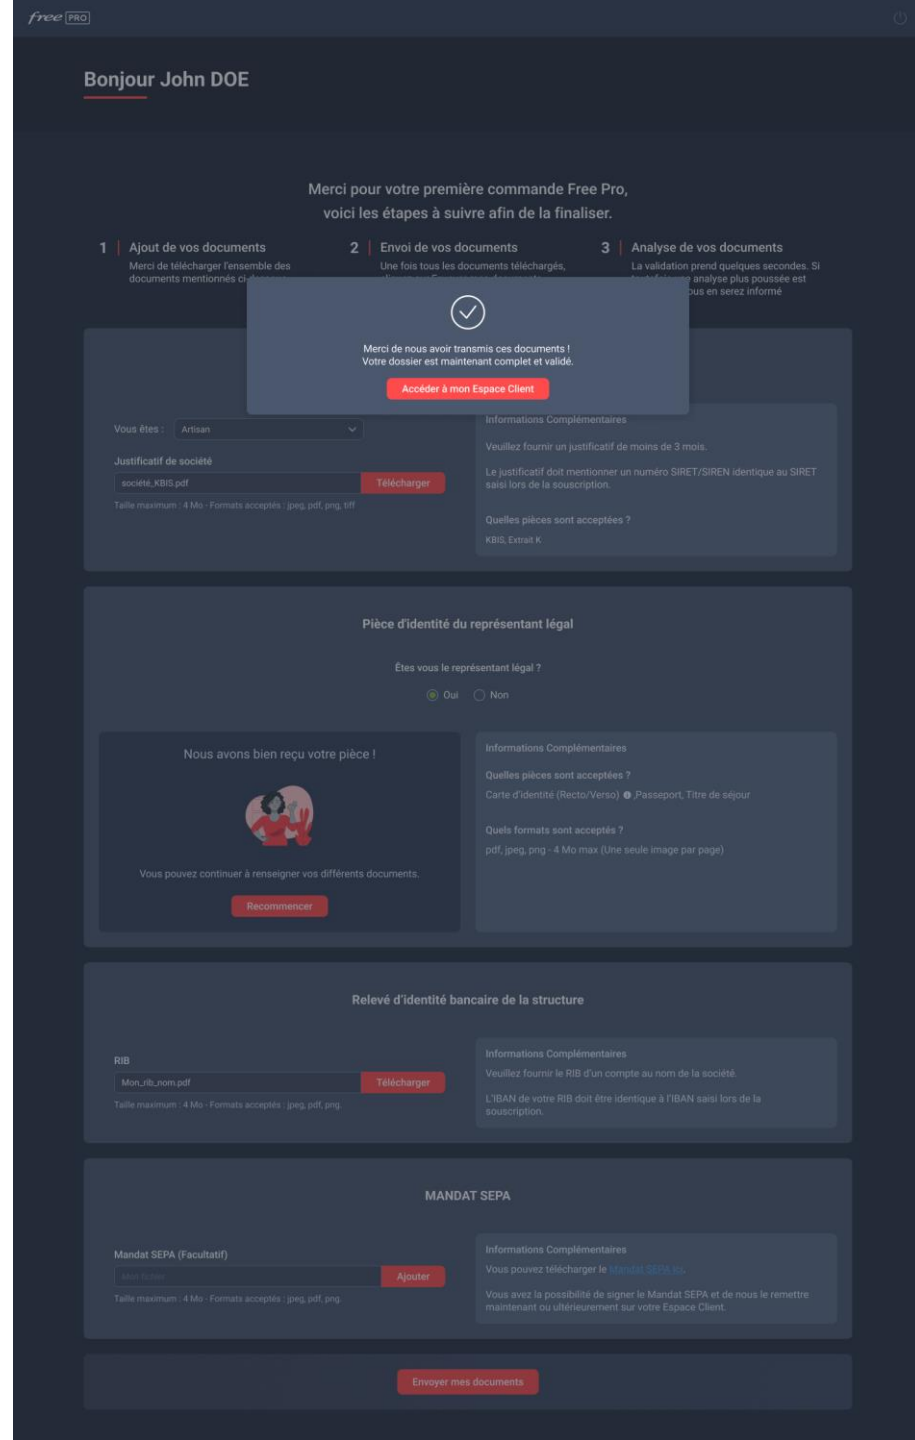 free PRO
Bonjour John DOE
Merci pour votre première commande Free Pro,
voici les étapes à suivre afin de la finaliser.
1 Ajout de vos documents
Merci de télécharger l'ensemble des
documents mentionnés
2 Envoi de vos documents
Une fois tous les documents téléchargés,
3 Analyse de vos documents
La validation prend quelques secondes. Si
analyse plus poussée est
ous en serez informé
Merci de nous avoir transmis ces documents !
Votre dossier est maintenant complet et validé.
Accéder à mon Espace Client
Vous êtes : Artisan
Justificatif de société
société_KBIS.pdf Télécharger
Taille maximum : 4 Mo - Formats acceptés : jpeg, pdf, png, tiff
Informations Complémentaires
Veuillez fournir un justificatif de moins de 3 mois.
Le justificatif doit mentionner un numéro SIRET/SIREN identique au SIRET
saisi lors de la souscription.
Quelles pièces sont acceptées ?
KBIS, Extrait K
Pièce d'identité du représentant légal
Êtes vous le représentant légal ?
Oui Non
Nous avons bien reçu votre pièce !
Vous pouvez continuer à renseigner vos différents documents.
Recommencer
Informations Complémentaires
Quelles pièces sont acceptées ?
Carte d'identité (Recto/Verso) ,Passeport, Titre de séjour
Quels formats sont acceptés ?
pdf, jpeg, png - 4 Mo max (Une seule image par page)
Relevé d'identité bancaire de la structure
RIB
Mon_rib_nom.pdf Télécharger
Taille maximum : 4 Mo - Formats acceptés : jpeg, pdf, png.
Informations Complémentaires
Veuillez fournir le RIB d'un compte au nom de la société.
L'IBAN de votre RIB doit être identique à l'IBAN saisi lors de la
souscription.
MANDAT SEPA
Mandat SEPA (Facultatif)
Mon fichier Ajouter
Taille maximum : 4 Mo - Formats acceptés : jpeg, pdf, png.
Informations Complémentaires
Vous pouvez télécharger le Mandat SEPA ici.
Vous avez la possibilité de signer le Mandat SEPA et de nous le remettre
maintenant ou ultérieurement sur votre Espace Client.
Envoyer mes documents